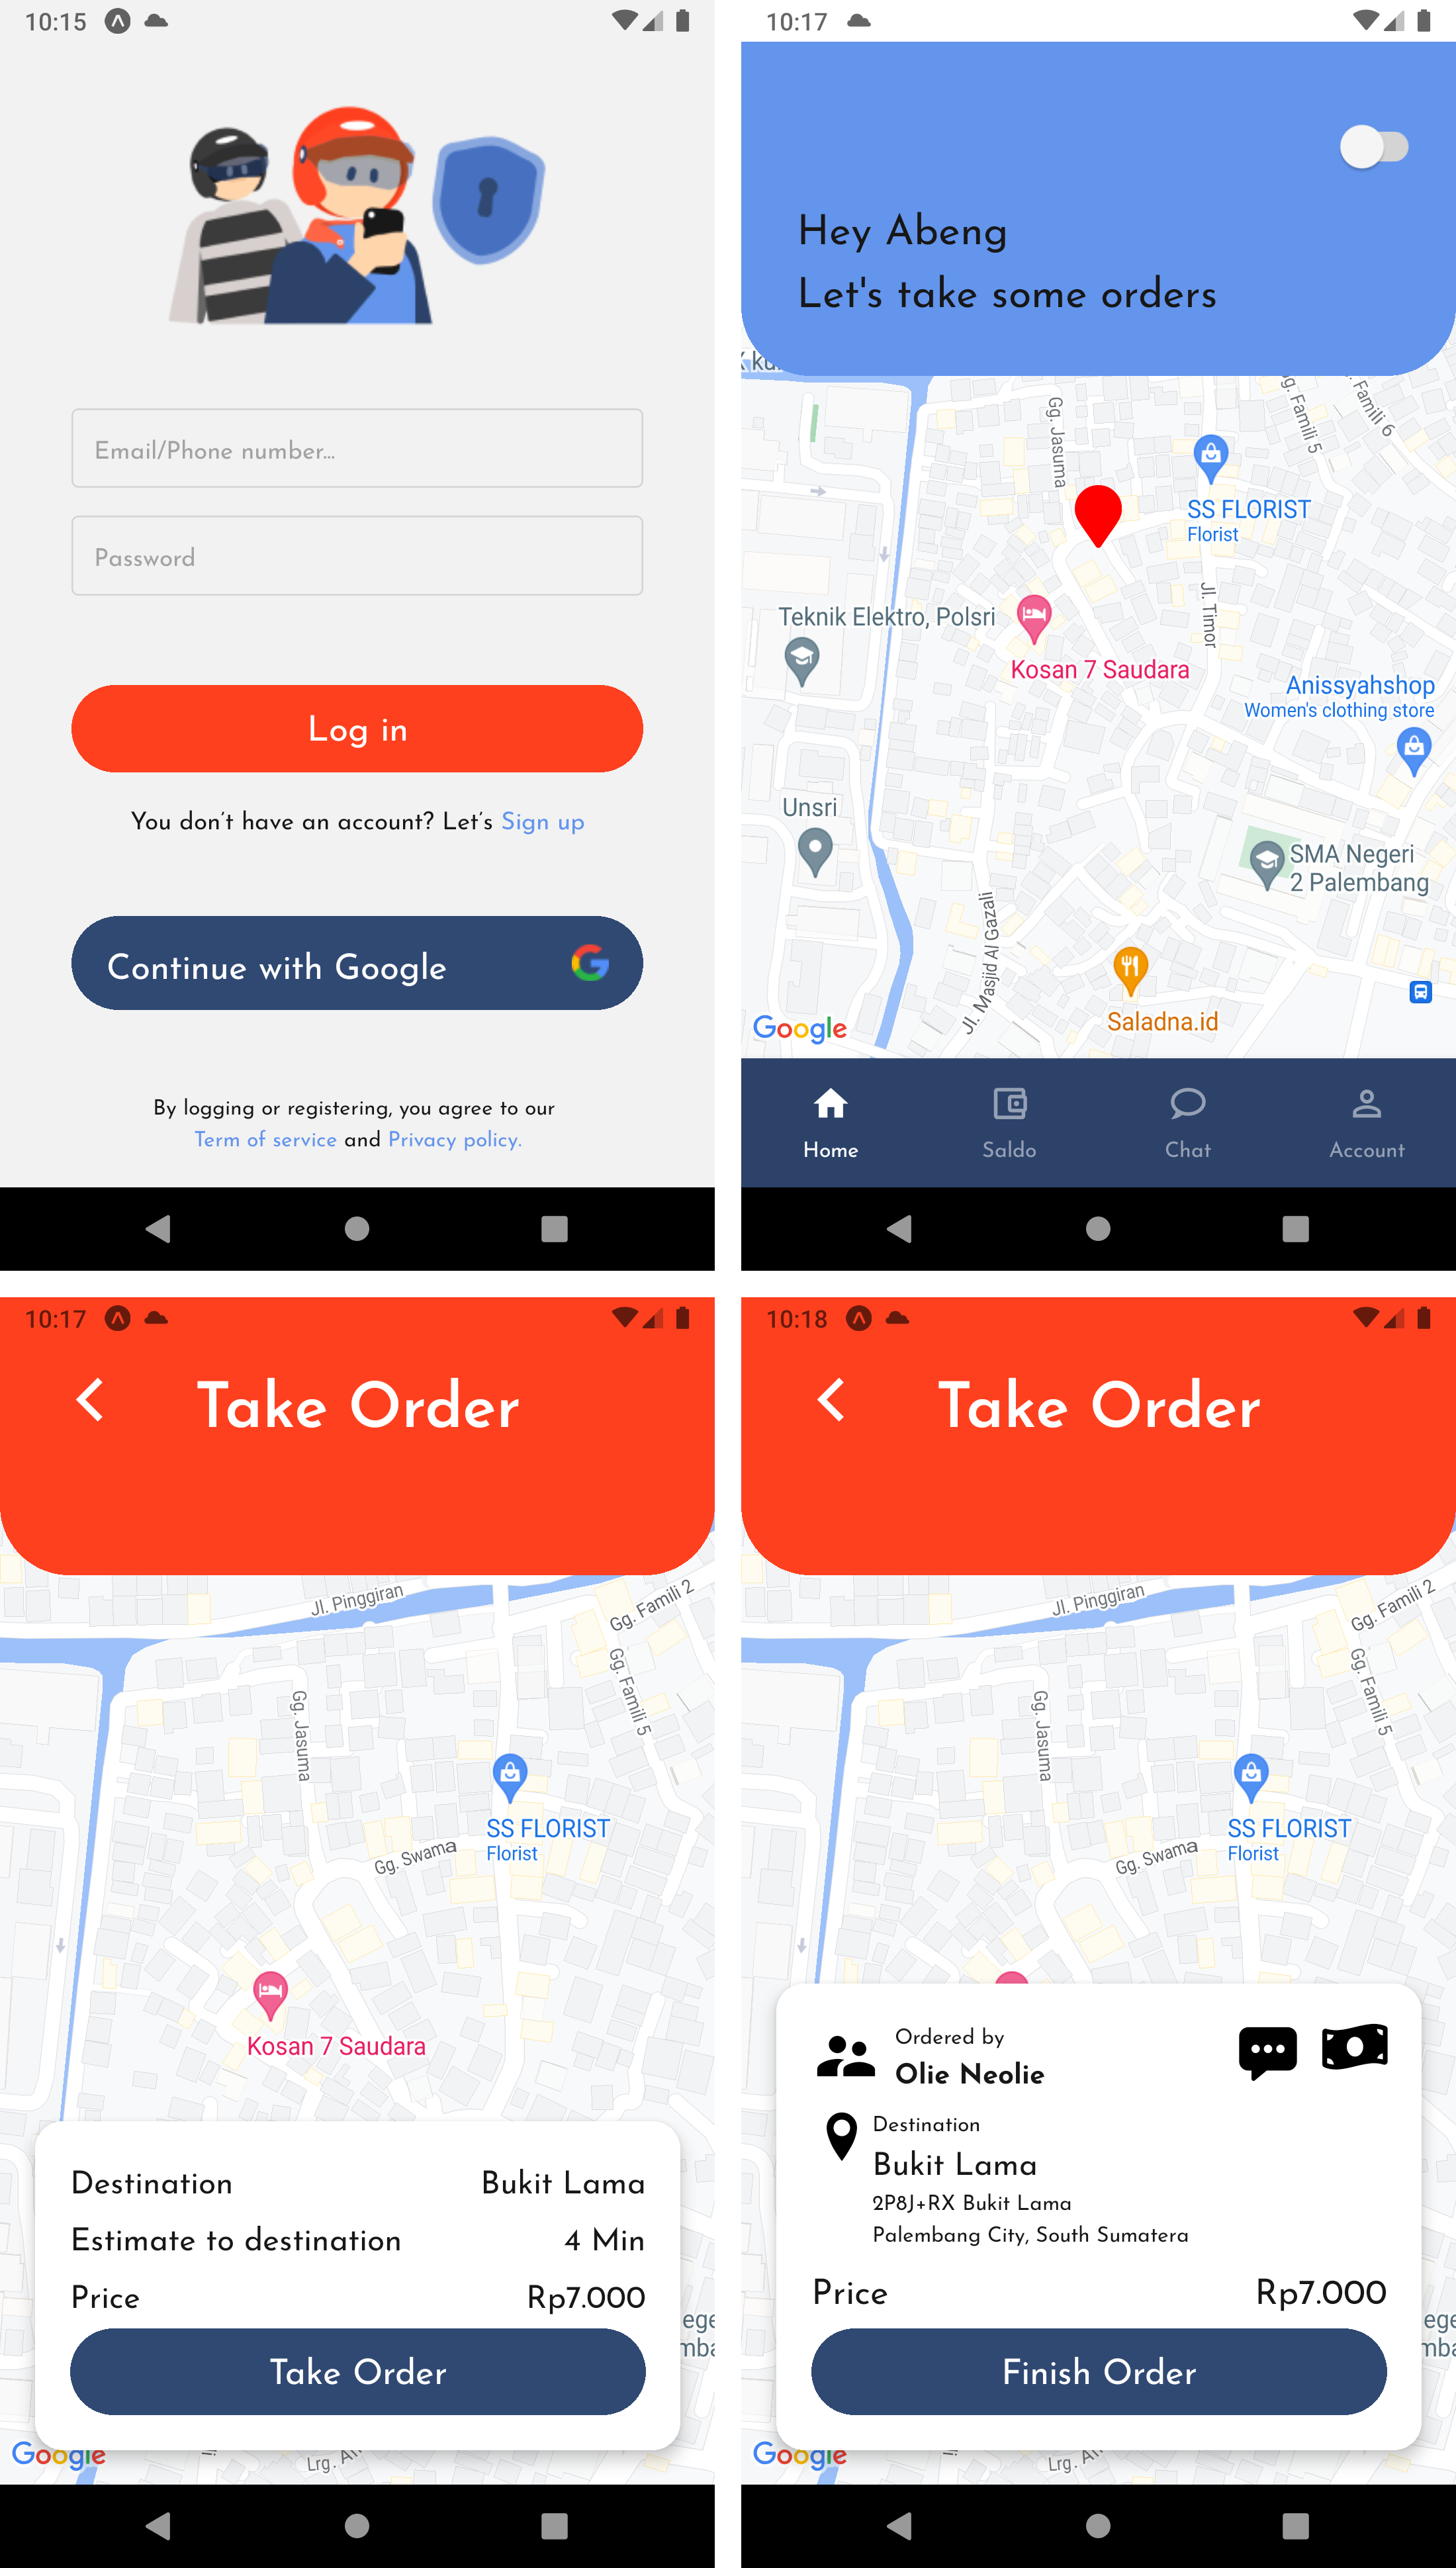 10:15
Email/Phone number...
Password
Log in
You don't have an account? Let's Sign up
Continue with Google
By logging or registering, you agree to our
Term of service and Privacy policy.
10:17
Hey Abeng
Let's take some orders
Gg. Jasuma
Gg. Famili 5
Famili 6
SS FLORIST
Florist
Teknik Elektro, Polsri
Jl. Timor
Kosan 7 Saudara
Anissyahshop
Women's clothing store
Unsri
SMA Negeri
2 Palembang
Jl. Masjid Al Gazali
Saladna.id
Google
Home
Saldo
Chat
Account
10:17
Take Order
Jl. Pinggiran
Gg. Famili 2
Gg. Famili 5
Gg. Jasuma
SS FLORIST
Florist
Gg. Swama
Kosan 7 Saudara
Destination Bukit Lama
Estimate to destination 4 Min
Price Rp7.000
Take Order
Google
Lrg.
10:18
Take Order
Jl. Pinggiran
Gg. Famili 2
Gg. Famili 5
Gg. Jasuma
SS FLORIST
Florist
Gg. Swama
Ordered by
Olie Neolie
Destination
Bukit Lama
2P8J+RX Bukit Lama
Palembang City, South Sumatera
Price Rp7.000
Finish Order
Google
Lrg.